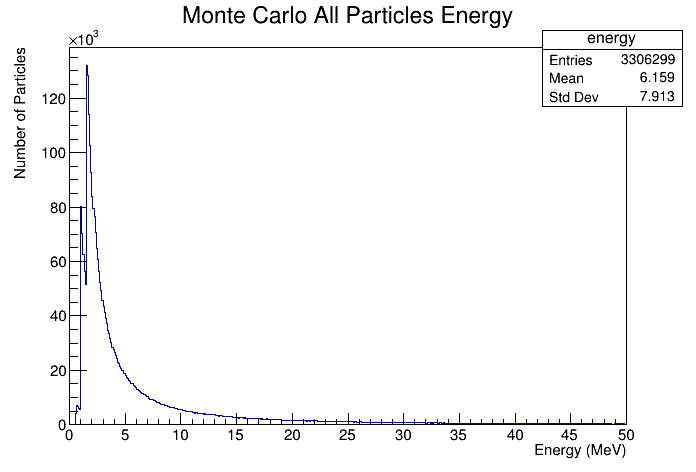 Monte Carlo All Particles Energy
×10³
energy
Entries 3306299
Mean 6.159
Std Dev 7.913
Number of Particles
120
100
80
60
40
20
0
0 5 10 15 20 25 30 35 40 45 50
Energy (MeV)